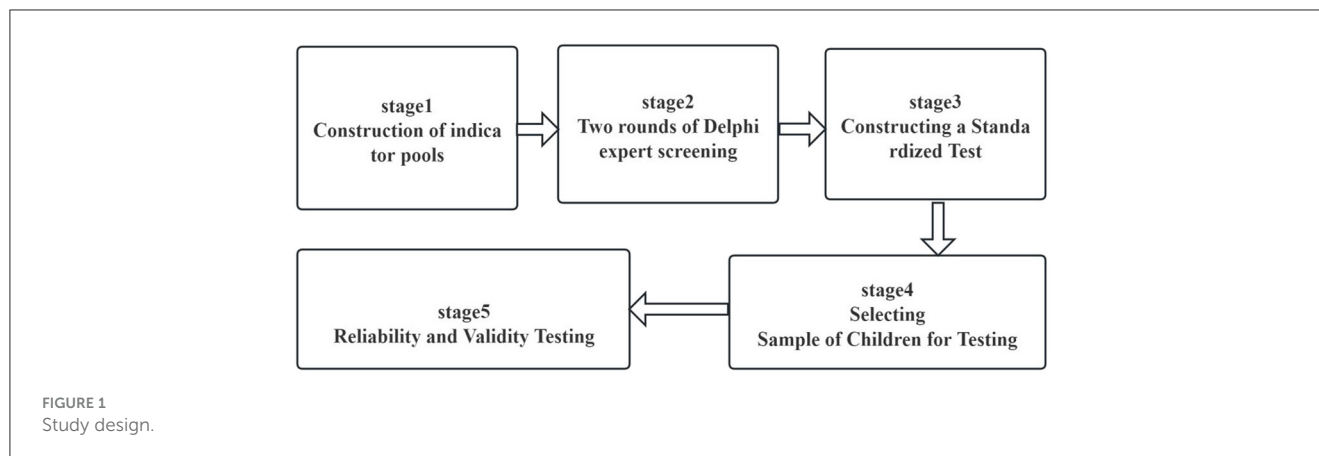 stage1
Construction of indica
tor pools
stage2
Two rounds of Delphi
expert screening
stage3
Constructing a Standa
rdized Test
stage4
Selecting
Sample of Children for Testing
stage5
Reliability and Validity Testing
FIGURE 1
Study design.